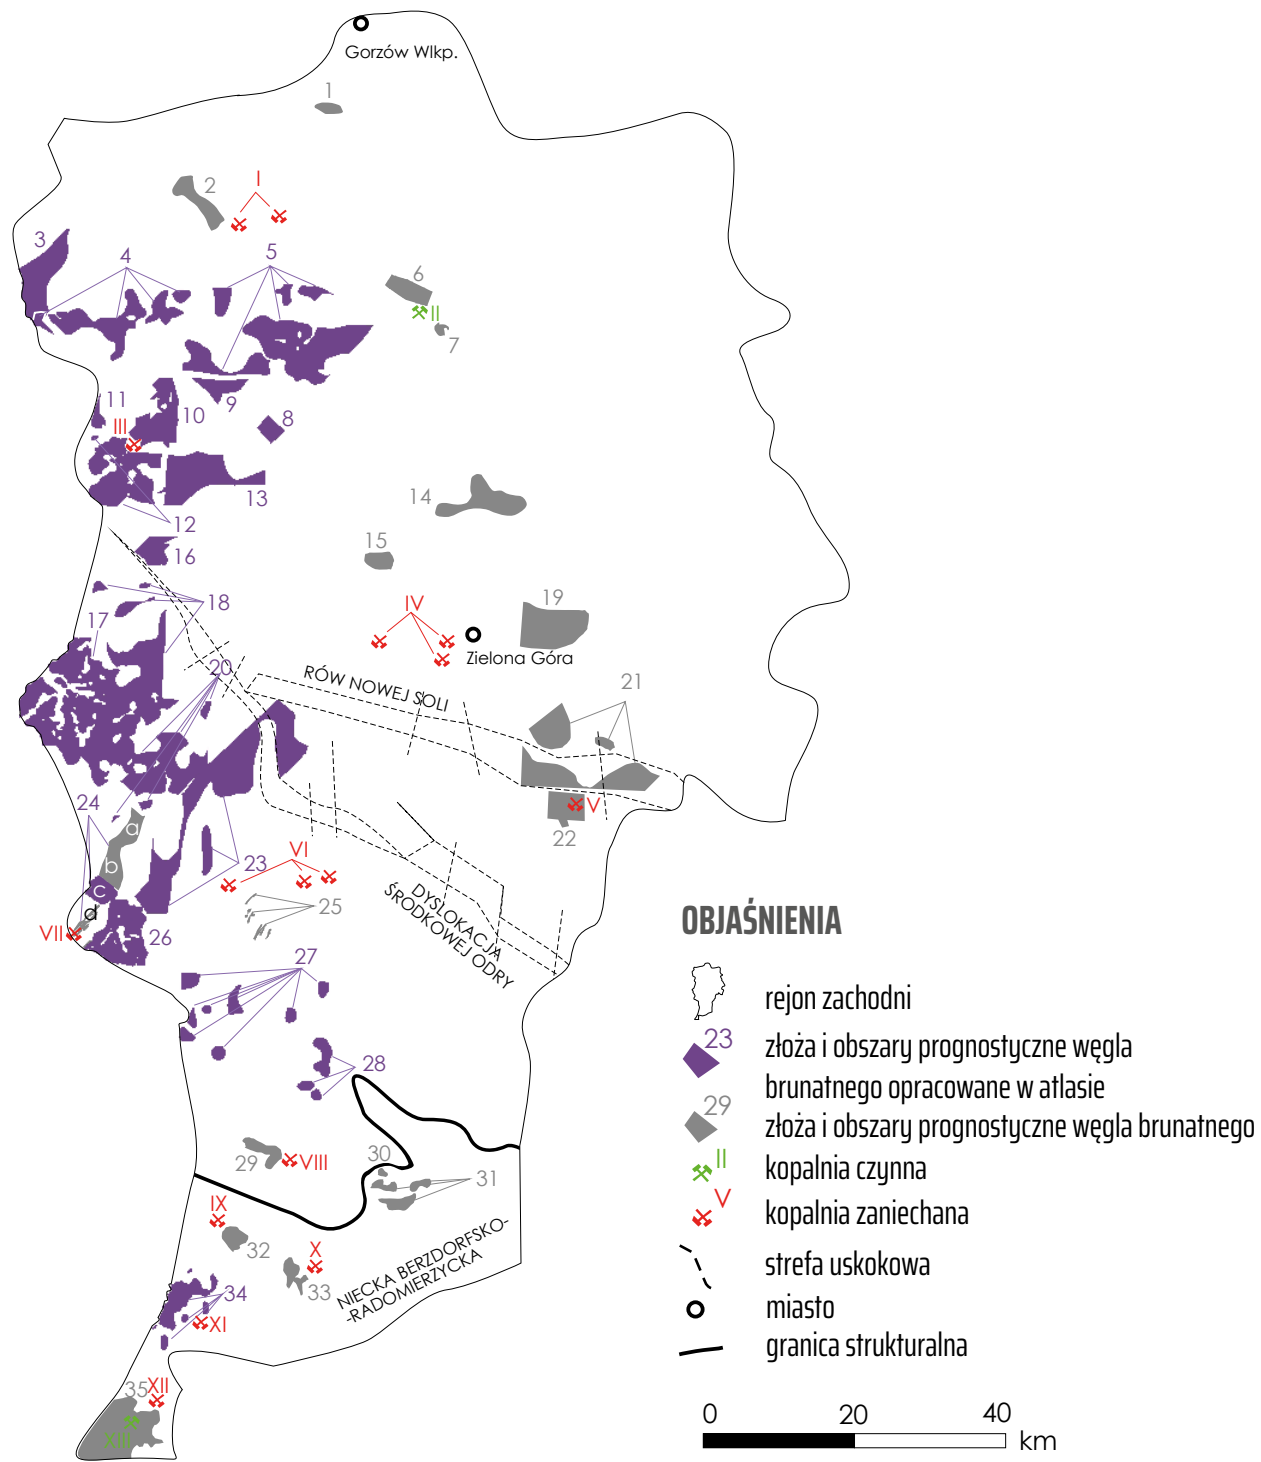 Gorzów Wlkp.
1
2
I
3
4
5
6
II
7
11
9
10
8
III
13
14
12
16
15
18
IV
19
17
Zielona Góra
20
RÓW NOWEJ SOLI
21
24
V
a
22
b
VI
23
c
25
d
VII
26
DYSLOKACJA
ŚRODKOWEJ ODRY
27
28
29
VIII
30
31
IX
32
X
33
NIECKA BERZDORFSKO-
-RADOMIERZYCKA
34
XI
35
XII
XIII
OBJAŚNIENIA
rejon zachodni
23
złoża i obszary prognostyczne węgla
brunatnego opracowane w atlasie
29
złoża i obszary prognostyczne węgla brunatnego
II
kopalnia czynna
V
kopalnia zaniechana
strefa uskokowa
miasto
granica strukturalna
0 20 40
km